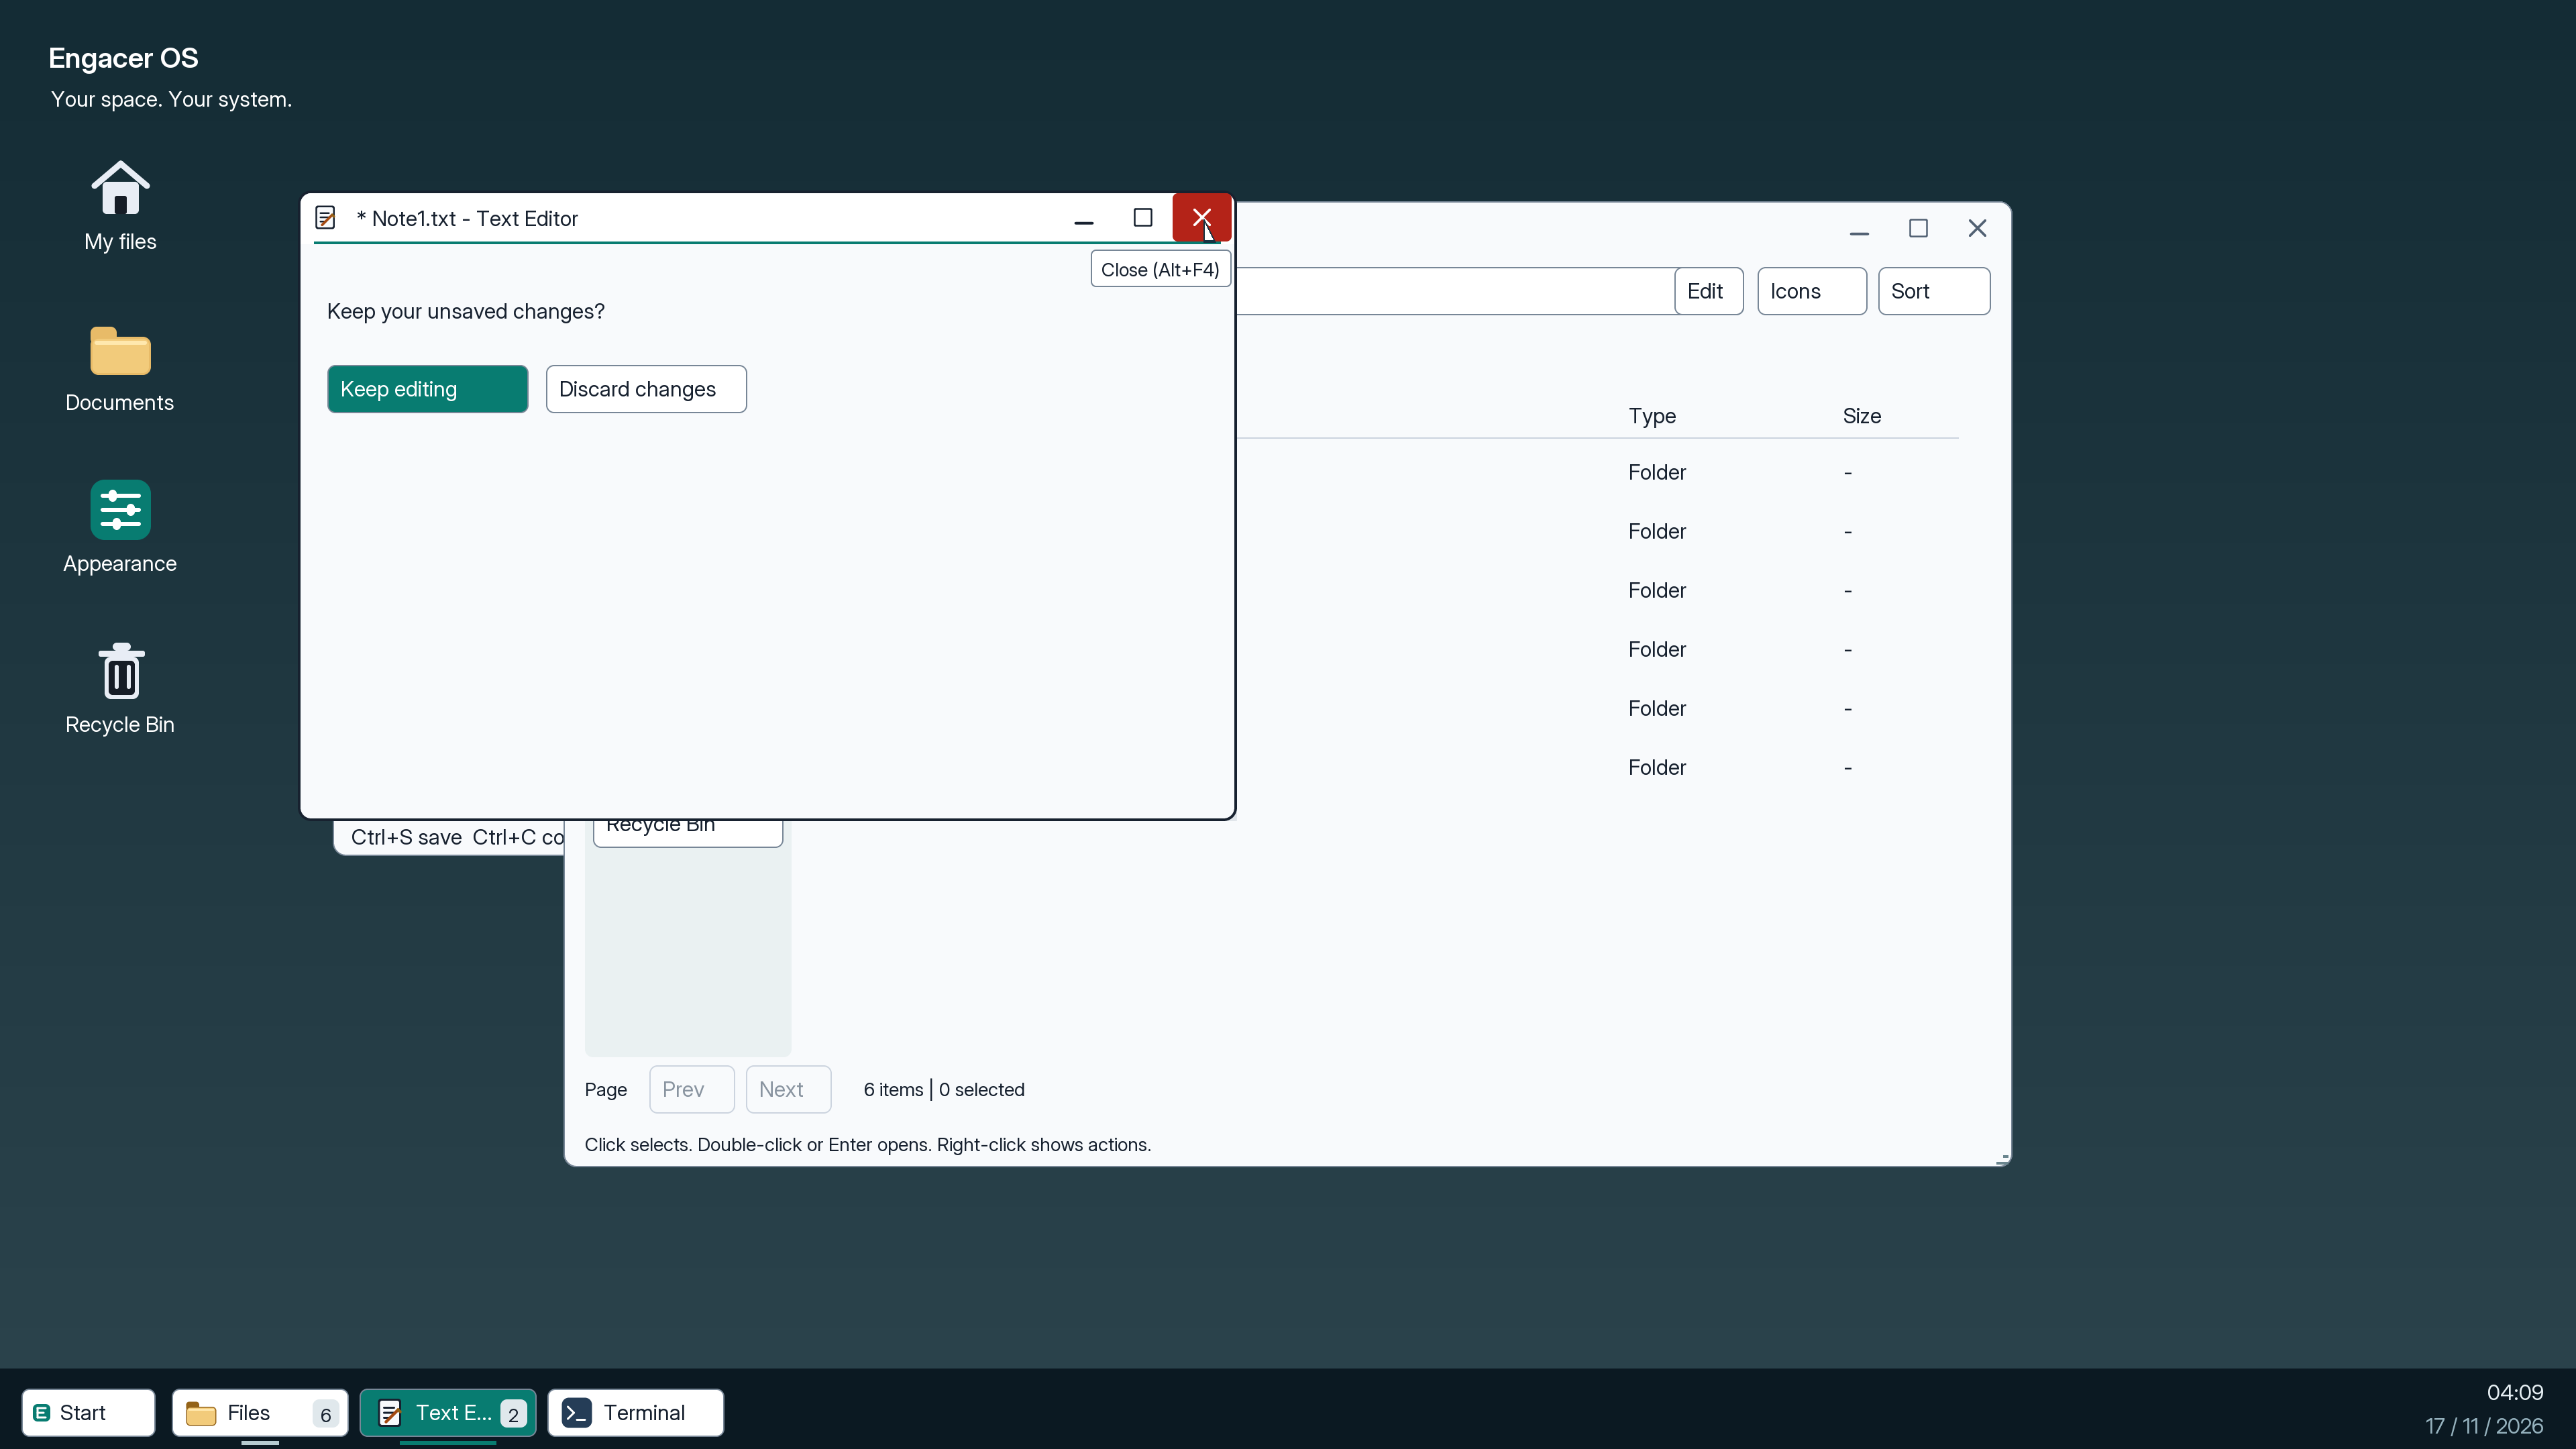 Engacer OS
Your space. Your system.
My files
Documents
Appearance
Recycle Bin
* Note1.txt - Text Editor
Close (Alt+F4)
Keep your unsaved changes?
Keep editing
Discard changes
Edit
Icons
Sort
Type
Size
Folder
-
Folder
-
Folder
-
Folder
-
Folder
-
Folder
-
Recycle Bin
Ctrl+S save Ctrl+C co
Page
Prev
Next
6 items | 0 selected
Click selects. Double-click or Enter opens. Right-click shows actions.
E Start
Files
6
Text E...
2
Terminal
04:09
17 / 11 / 2026